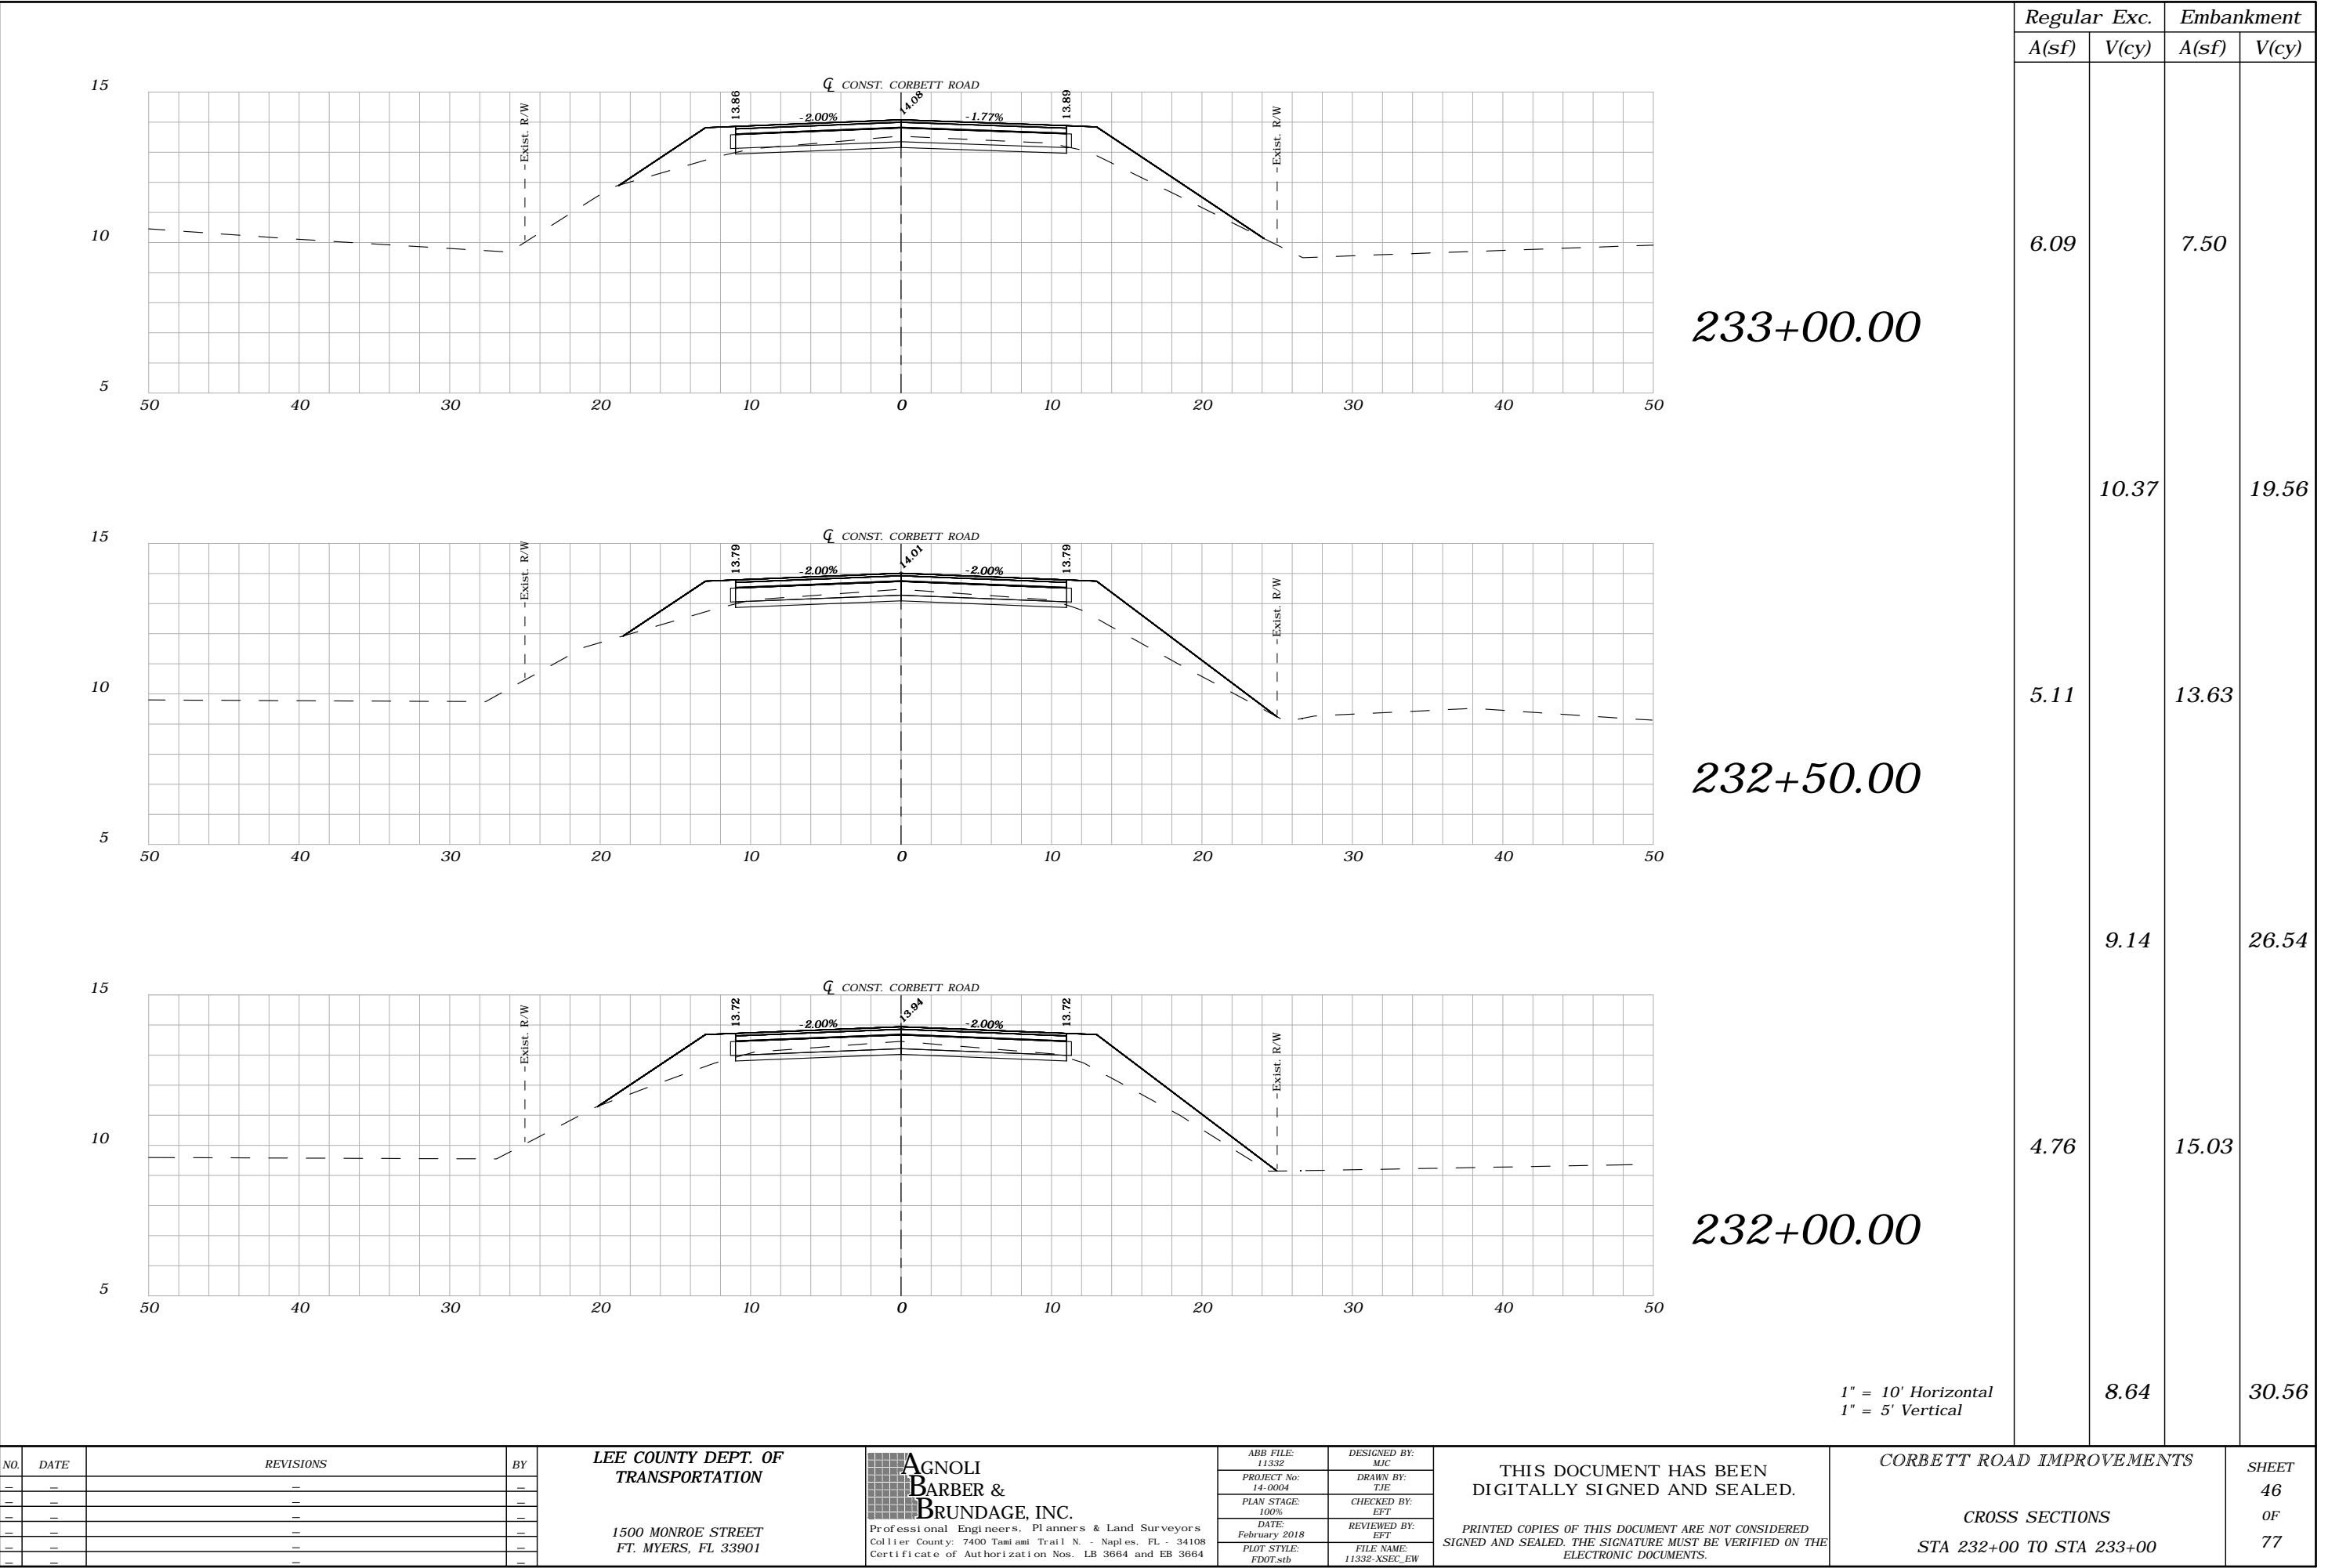 Regular Exc. Embankment
A(sf) V(cy) A(sf) V(cy)
℄ CONST. CORBETT ROAD
15
10
5
Exist. R/W
13.86
-2.00%
14.08
-1.77%
13.89
Exist. R/W
50 40 30 20 10 0 10 20 30 40 50
233+00.00
6.09 7.50
10.37 19.56
℄ CONST. CORBETT ROAD
15
10
5
Exist. R/W
13.79
-2.00%
14.01
-2.00%
13.79
Exist. R/W
50 40 30 20 10 0 10 20 30 40 50
232+50.00
5.11 13.63
9.14 26.54
℄ CONST. CORBETT ROAD
15
10
5
Exist. R/W
13.72
-2.00%
13.94
-2.00%
13.72
Exist. R/W
50 40 30 20 10 0 10 20 30 40 50
232+00.00
4.76 15.03
8.64 30.56
1" = 10' Horizontal
1" = 5' Vertical
NO. DATE REVISIONS BY
– – – –
– – – –
– – – –
– – – –
– – – –
– – – –
LEE COUNTY DEPT. OF
TRANSPORTATION
1500 MONROE STREET
FT. MYERS, FL 33901
AGNOLI
BARBER &
BRUNDAGE, INC.
Professional Engineers, Planners & Land Surveyors
Collier County: 7400 Tamiami Trail N. - Naples, FL - 34108
Certificate of Authorization Nos. LB 3664 and EB 3664
ABB FILE:
11332
PROJECT No:
14-0004
PLAN STAGE:
100%
DATE:
February 2018
PLOT STYLE:
FDOT.stb
DESIGNED BY:
MJC
DRAWN BY:
TJE
CHECKED BY:
EFT
REVIEWED BY:
EFT
FILE NAME:
11332-XSEC_EW
THIS DOCUMENT HAS BEEN
DIGITALLY SIGNED AND SEALED.
PRINTED COPIES OF THIS DOCUMENT ARE NOT CONSIDERED
SIGNED AND SEALED. THE SIGNATURE MUST BE VERIFIED ON THE
ELECTRONIC DOCUMENTS.
CORBETT ROAD IMPROVEMENTS
CROSS SECTIONS
STA 232+00 TO STA 233+00
SHEET
46
OF
77